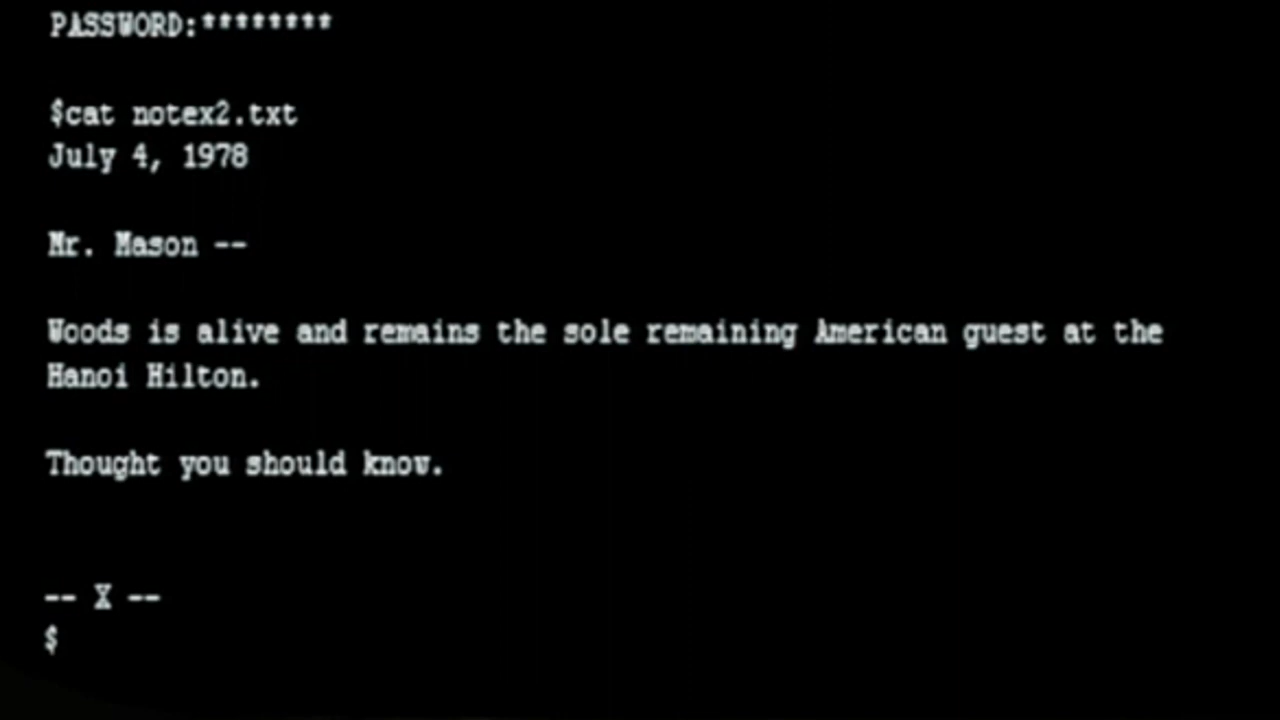 PASSWORD:********
$cat notex2.txt
July 4, 1978
Mr. Mason --
Woods is alive and remains the sole remaining American guest at the
Hanoi Hilton.
Thought you should know.
-- X --
$